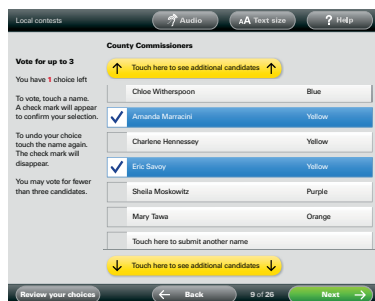 Local contests
Audio
AA Text size
? Help
County Commissioners
Vote for up to 3
You have 1 choice left
To vote, touch a name.
A check mark will appear
to confirm your selection.
To undo your choice
touch the name again.
The check mark will
disappear.
You may vote for fewer
than three candidates.
Touch here to see additional candidates
Chloe Witherspoon Blue
Amanda Marracini Yellow
Charlene Hennessey Yellow
Eric Savoy Yellow
Sheila Moskowitz Purple
Mary Tawa Orange
Touch here to submit another name
Touch here to see additional candidates
Review your choices
← Back
9 of 26
Next →